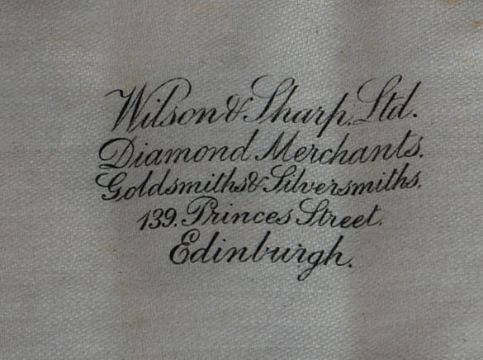 Wilson & Sharp. Ltd.
Diamond Merchants.
Goldsmiths & Silversmiths.
139. Princes Street.
Edinburgh.